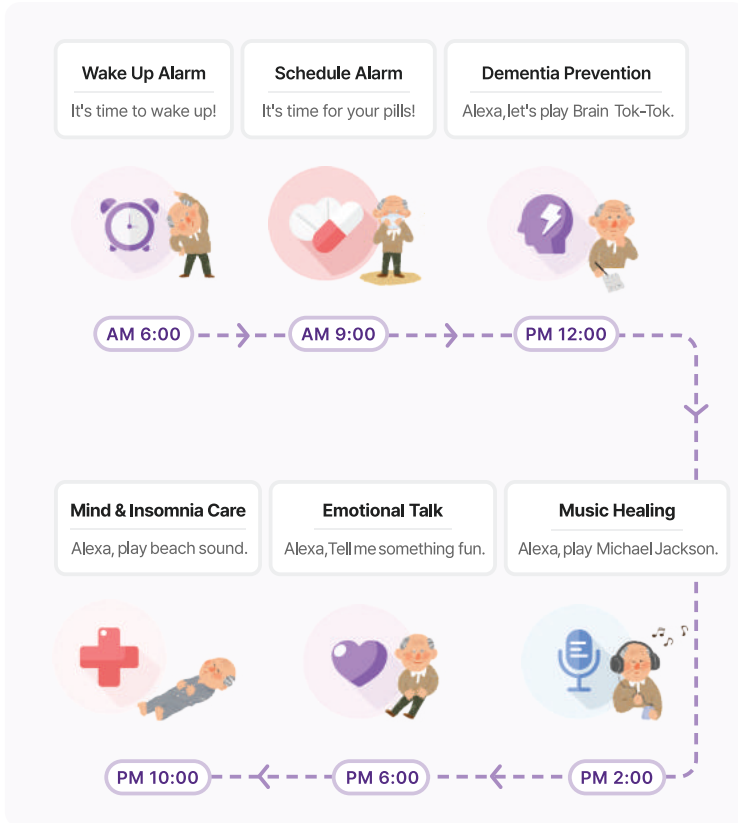 Wake Up Alarm
It's time to wake up!
Schedule Alarm
It's time for your pills!
Dementia Prevention
Alexa,let's play Brain Tok-Tok.
AM 6:00
AM 9:00
PM 12:00
Mind & Insomnia Care
Alexa, play beach sound.
Emotional Talk
Alexa,Tell me something fun.
Music Healing
Alexa, play Michael Jackson.
PM 10:00
PM 6:00
PM 2:00